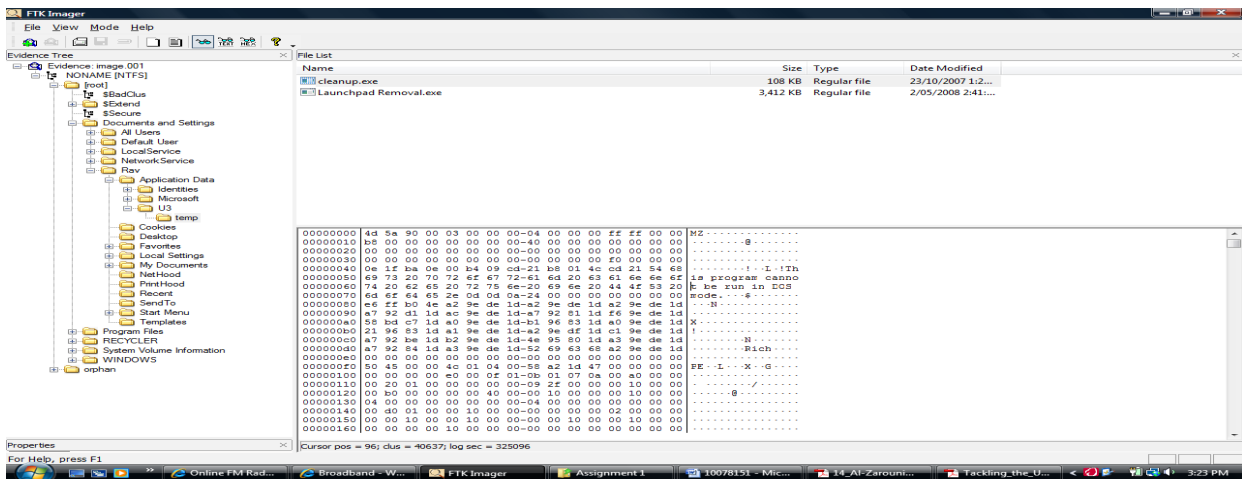 FTK Imager
File View Mode Help
Evidence Tree
Evidence: image.001
NONAME [NTFS]
[root]
$BadClus
$Extend
$Secure
Documents and Settings
All Users
Default User
LocalService
NetworkService
Rav
Application Data
Identities
Microsoft
U3
temp
Cookies
Desktop
Favorites
Local Settings
My Documents
NetHood
PrintHood
Recent
SendTo
Start Menu
Templates
Program Files
RECYCLER
System Volume Information
WINDOWS
orphan
File List
Name Size Type Date Modified
cleanup.exe 108 KB Regular file 23/10/2007 1:2...
Launchpad Removal.exe 3,412 KB Regular file 2/05/2008 2:41:...
00000000 4d 5a 90 00 03 00 00 00-04 00 00 00 ff ff 00 00 MZ··············
00000010 b8 00 00 00 00 00 00 00-40 00 00 00 00 00 00 00 ········@·······
00000020 00 00 00 00 00 00 00 00-00 00 00 00 00 00 00 00 ················
00000030 00 00 00 00 00 00 00 00-00 00 00 00 f0 00 00 00 ················
00000040 0e 1f ba 0e 00 b4 09 cd-21 b8 01 4c cd 21 54 68 ········!··L·!Th
00000050 69 73 20 70 72 6f 67 72-61 6d 20 63 61 6e 6e 6f is program canno
00000060 74 20 62 65 20 72 75 6e-20 69 6e 20 44 4f 53 20 t be run in DOS
00000070 6d 6f 64 65 2e 0d 0d 0a-24 00 00 00 00 00 00 00 mode.···$·······
00000080 e6 ff b0 4e a2 9e de 1d-a2 9e de 1d a2 9e de 1d ···N············
00000090 a7 92 d1 1d ac 9e de 1d-a7 92 81 1d f6 9e de 1d ················
000000a0 58 bd c7 1d a0 9e de 1d-b1 96 83 1d a0 9e de 1d X···············
000000b0 21 96 83 1d a1 9e de 1d-a2 9e df 1d c1 9e de 1d !···············
000000c0 a7 92 be 1d b2 9e de 1d-4e 95 80 1d a3 9e de 1d ········N·······
000000d0 a7 92 84 1d a3 9e de 1d-52 69 63 68 a2 9e de 1d ········Rich····
000000e0 00 00 00 00 00 00 00 00-00 00 00 00 00 00 00 00 ················
000000f0 50 45 00 00 4c 01 04 00-58 a2 1d 47 00 00 00 00 PE··L···X··G····
00000100 00 00 00 00 e0 00 0f 01-0b 01 07 0a 00 a0 00 00 ················
00000110 00 20 01 00 00 00 00 00-09 2f 00 00 00 10 00 00 · ·······/······
00000120 00 b0 00 00 00 00 40 00-00 10 00 00 00 10 00 00 ······@·········
00000130 04 00 00 00 00 00 00 00-04 00 00 00 00 00 00 00 ················
00000140 00 d0 01 00 00 10 00 00-00 00 00 00 02 00 00 00 ················
00000150 00 00 10 00 00 10 00 00-00 00 10 00 00 10 00 00 ················
00000160 00 00 00 00 10 00 00 00-00 00 00 00 00 00 00 00 ················
Properties
Cursor pos = 96; clus = 40637; log sec = 325096
For Help, press F1
Online FM Rad... Broadband - W... FTK Imager Assignment 1 10078151 - Mic... 14_Al-Zarouni... Tackling_the_U... 3:23 PM